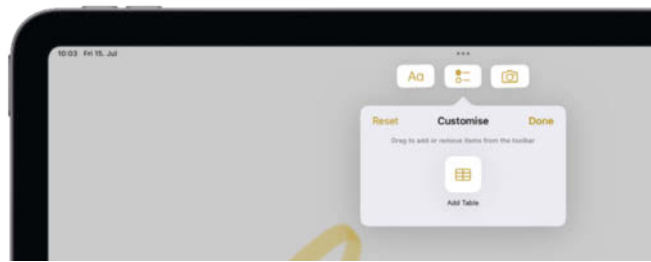 10:03 Fri 15. Jul
Aa
Reset Customise Done
Drag to add or remove items from the toolbar
Add Table